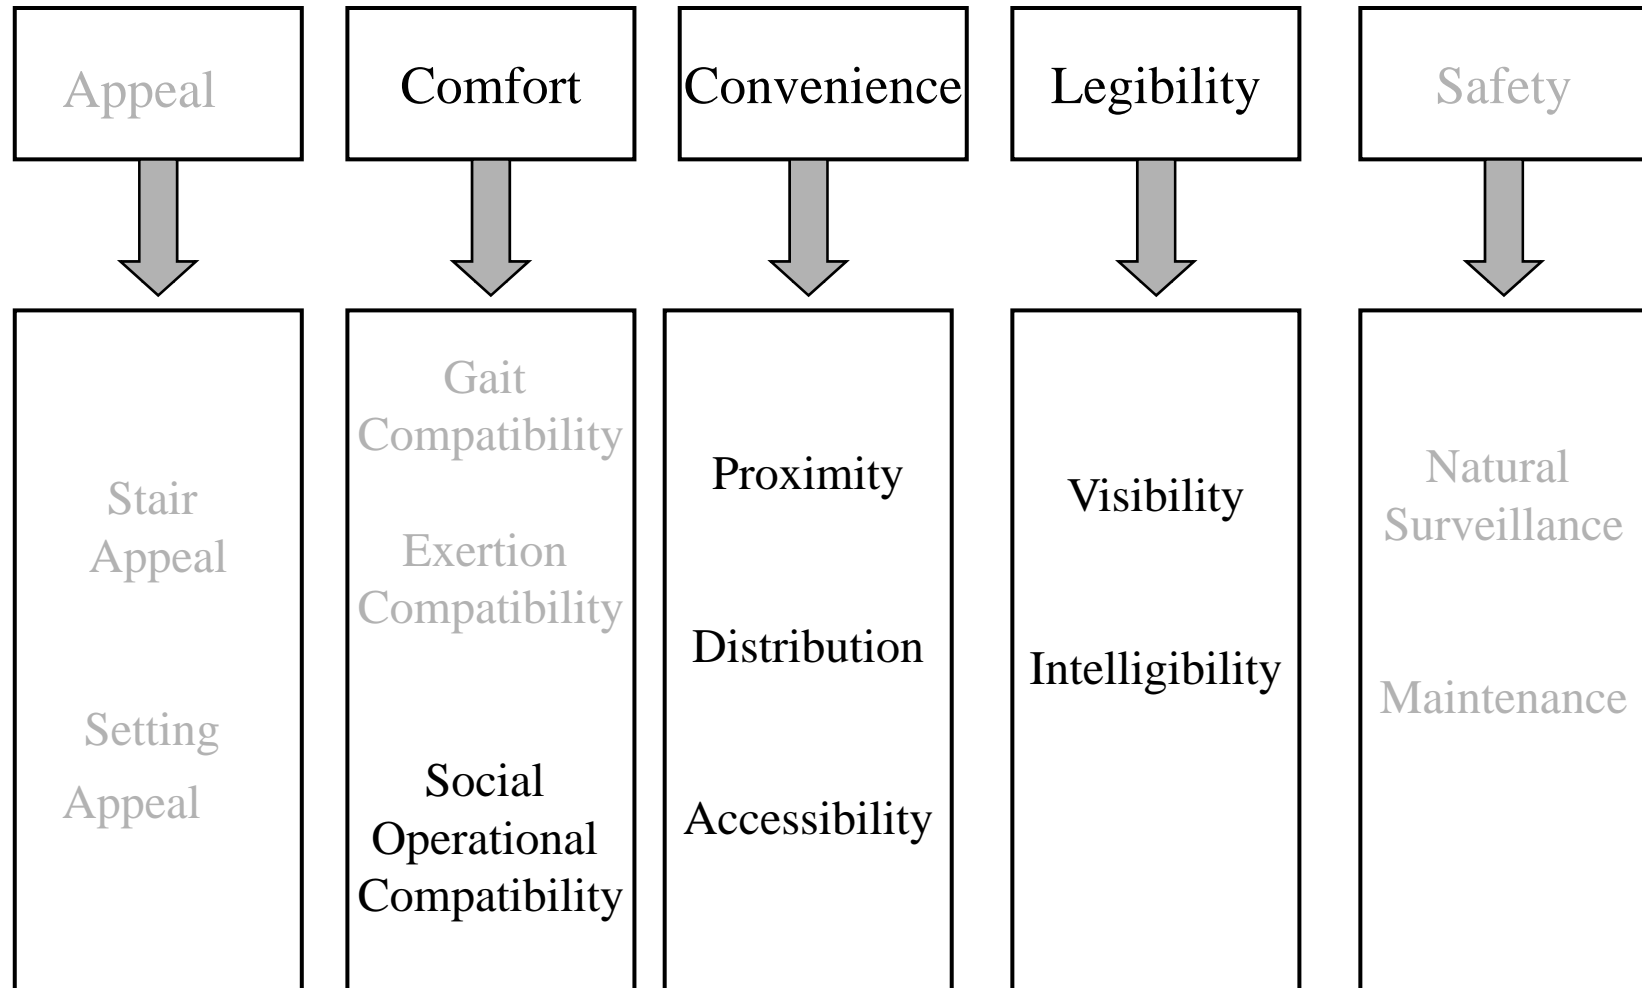 Appeal
Comfort
Convenience
Legibility
Safety
Stair
Appeal
Setting
Appeal
Gait
Compatibility
Exertion
Compatibility
Social
Operational
Compatibility
Proximity
Distribution
Accessibility
Visibility
Intelligibility
Natural
Surveillance
Maintenance